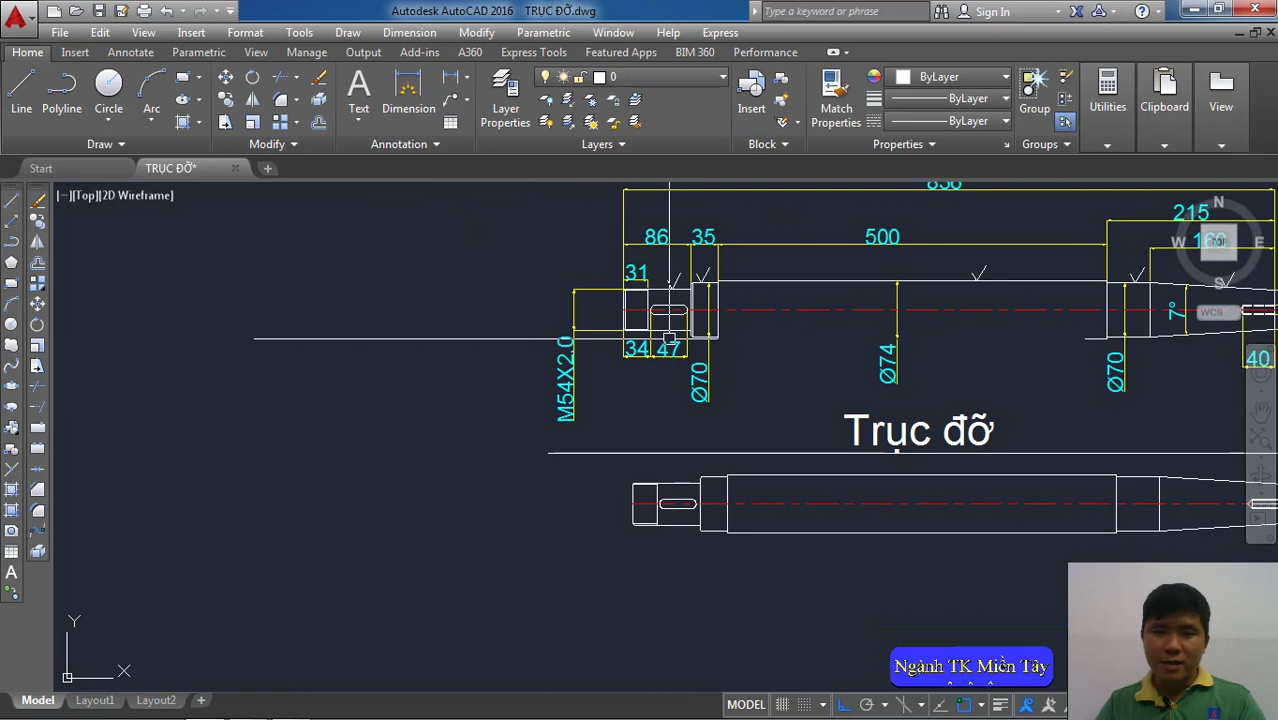 Autodesk AutoCAD 2016 TRỤC ĐỠ.dwg
Type a keyword or phrase
Sign In
File Edit View Insert Format Tools Draw Dimension Modify Parametric Window Help Express
Home Insert Annotate Parametric View Manage Output Add-ins A360 Express Tools Featured Apps BIM 360 Performance
0
ByLayer
Line Polyline Circle Arc
Text Dimension
Layer Properties
Insert
Match Properties
ByLayer
ByLayer
Group
Utilities Clipboard View
Draw Modify Annotation Layers Block Properties Groups
Start TRỤC ĐỠ*
[−][Top][2D Wireframe]
N
856
215
86 35 500
W TOP E
31
S
WCS
7°
34 47
40
M54X2.0
Ø70
Ø74
Ø70
Trục đỡ
Y
X
Ngành TK Miền Tây
Model Layout1 Layout2
MODEL